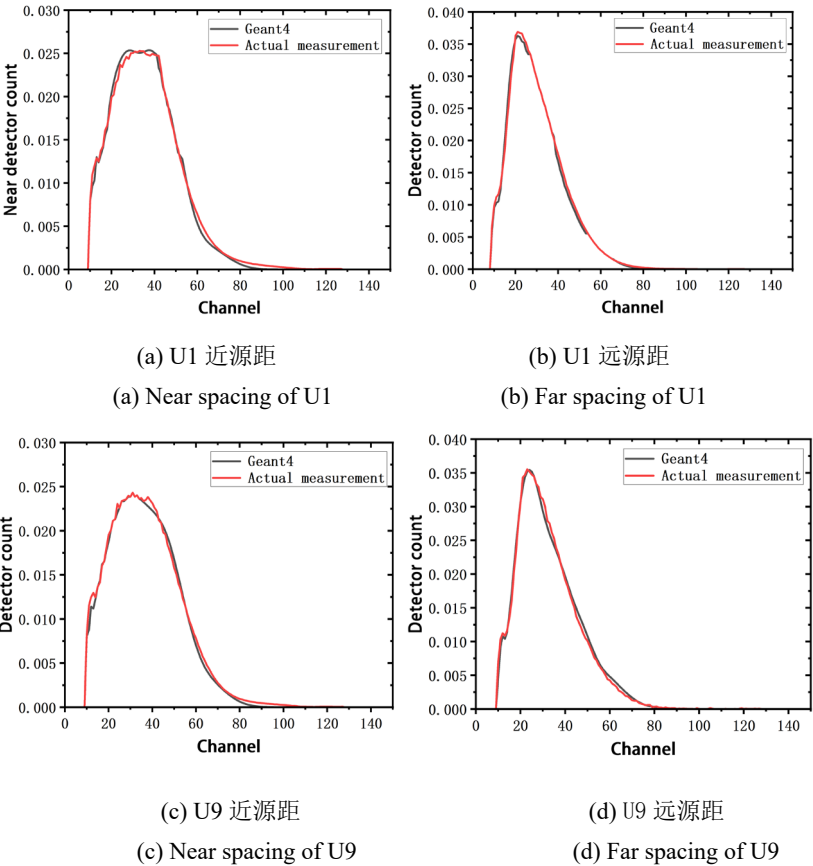 0.030
0.025
0.020
0.015
0.010
0.005
0.000
Near detector count
Geant4
Actual measurement
0 20 40 60 80 100 120 140
Channel
0.040
0.035
0.030
0.025
0.020
0.015
0.010
0.005
0.000
Detector count
Geant4
Actual measurement
0 20 40 60 80 100 120 140
Channel
(a) U1 近源距
(a) Near spacing of U1
(b) U1 远源距
(b) Far spacing of U1
0.030
0.025
0.020
0.015
0.010
0.005
0.000
Detector count
Geant4
Actual measurement
0 20 40 60 80 100 120 140
Channel
0.040
0.035
0.030
0.025
0.020
0.015
0.010
0.005
0.000
Detector count
Geant4
Actual measurement
0 20 40 60 80 100 120 140
Channel
(c) U9 近源距
(c) Near spacing of U9
(d) U9 远源距
(d) Far spacing of U9